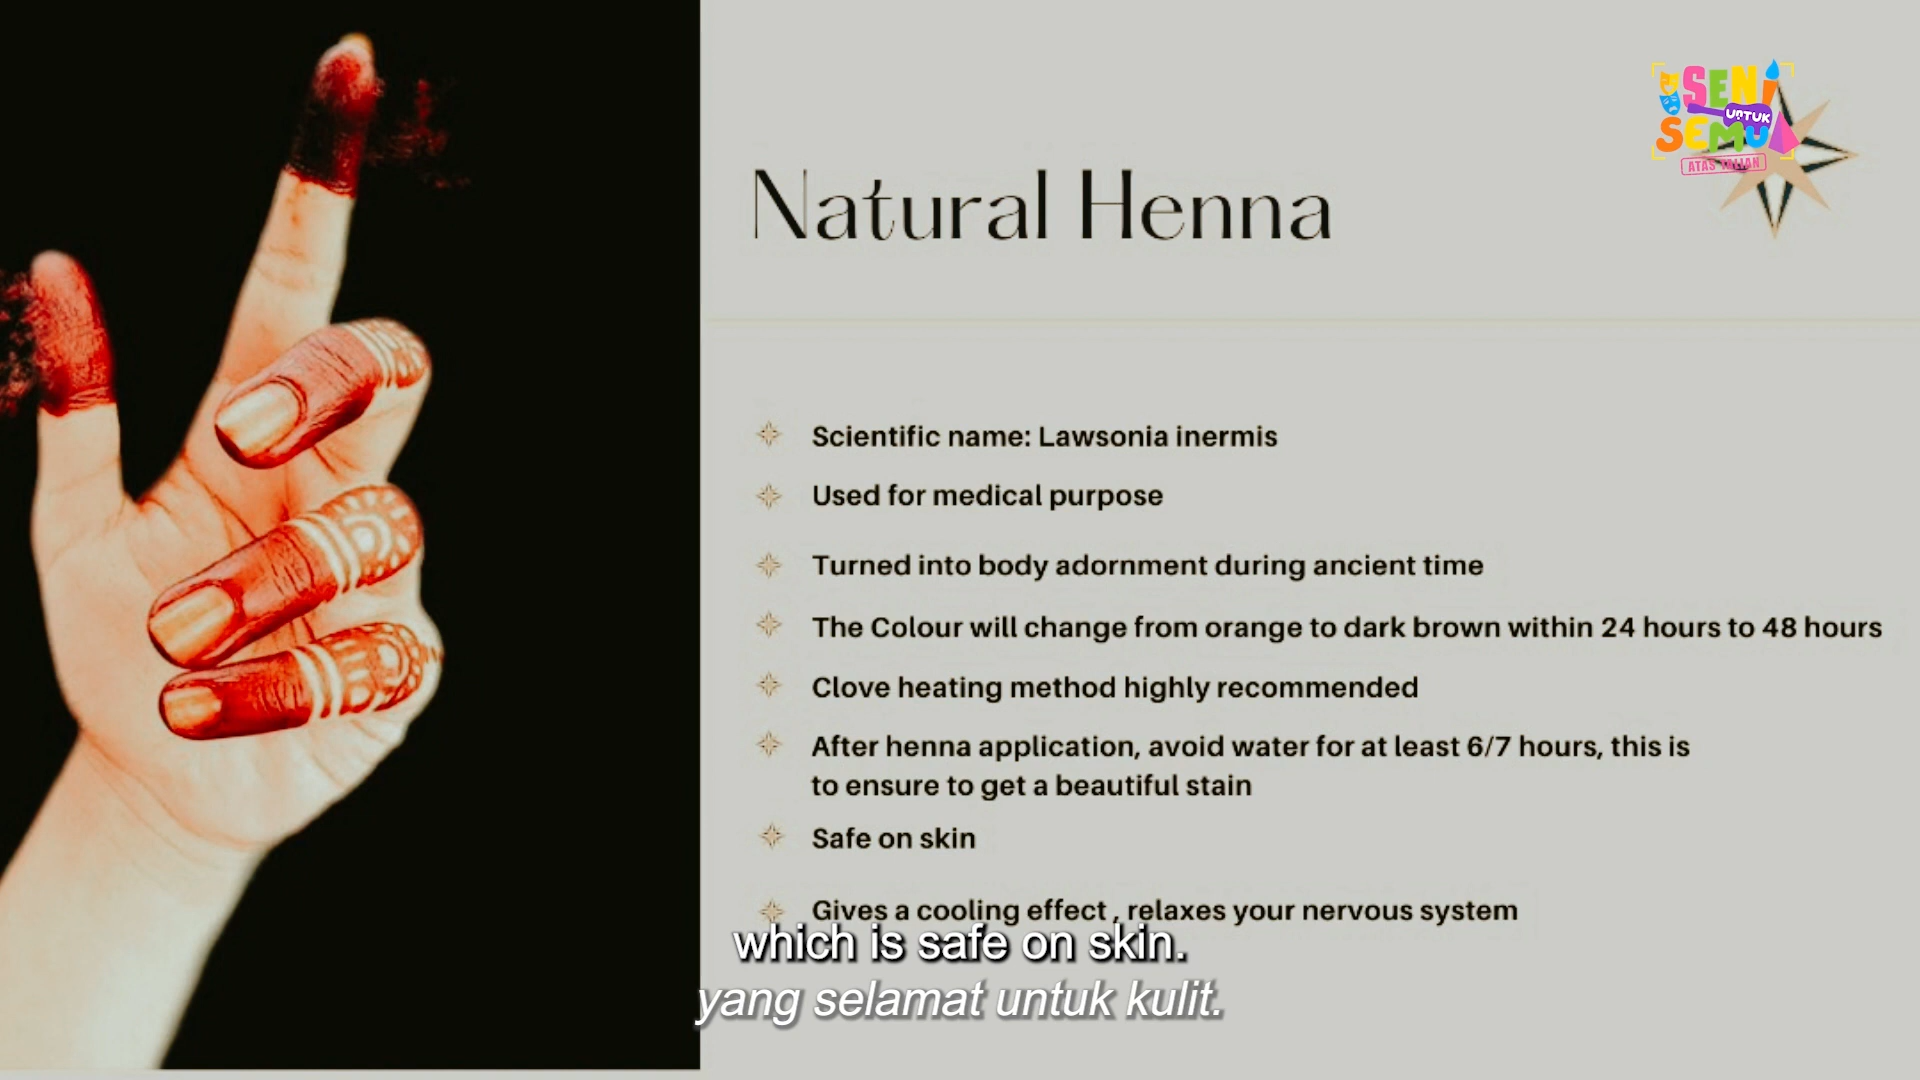 SENI
UNTUK
SEMUA
ATAS TALIAN
Natural Henna
Scientific name: Lawsonia inermis
Used for medical purpose
Turned into body adornment during ancient time
The Colour will change from orange to dark brown within 24 hours to 48 hours
Clove heating method highly recommended
After henna application, avoid water for at least 6/7 hours, this is
to ensure to get a beautiful stain
Safe on skin
Gives a cooling effect , relaxes your nervous system
which is safe on skin.
yang selamat untuk kulit.